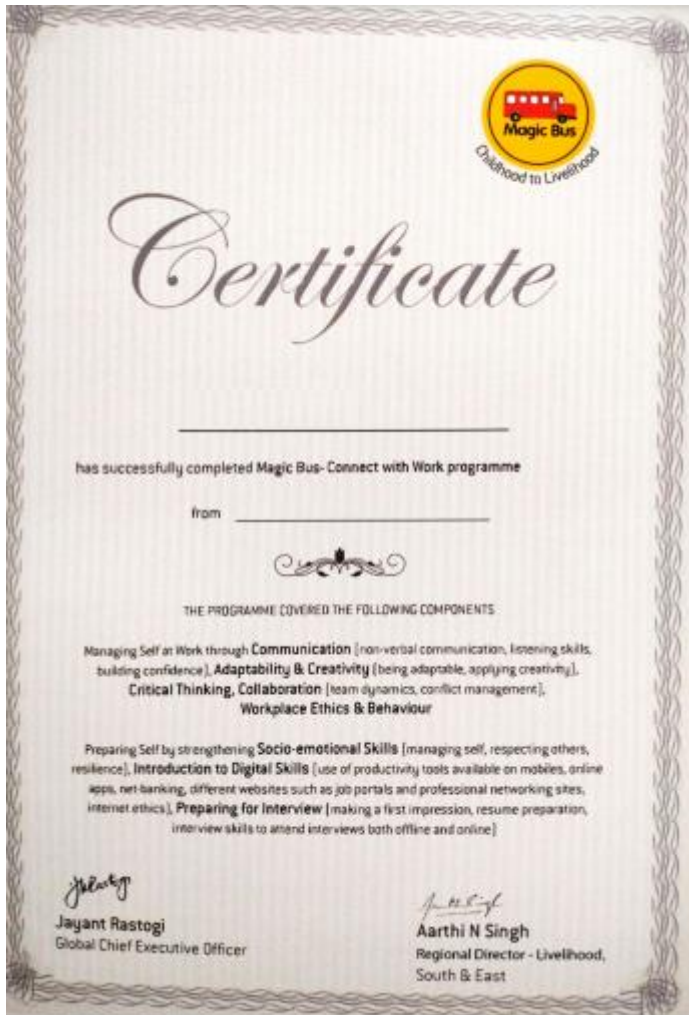 Magic Bus
Childhood to Livelihood
Certificate
has successfully completed Magic Bus- Connect with Work programme
from
THE PROGRAMME COVERED THE FOLLOWING COMPONENTS
Managing Self at Work through Communication (non-verbal communication, listening skills,
building confidence), Adaptability & Creativity (being adaptable, applying creativity),
Critical Thinking, Collaboration (team dynamics, conflict management),
Workplace Ethics & Behaviour
Preparing Self by strengthening Socio-emotional Skills (managing self, respecting others,
resilience), Introduction to Digital Skills (use of productivity tools available on mobiles, online
apps, net-banking, different websites such as job portals and professional networking sites,
internet ethics), Preparing for Interview (making a first impression, resume preparation,
interview skills to attend interviews both offline and online)
Jayant Rastogi
Global Chief Executive Officer
Aarthi N Singh
Regional Director - Livelihood,
South & East